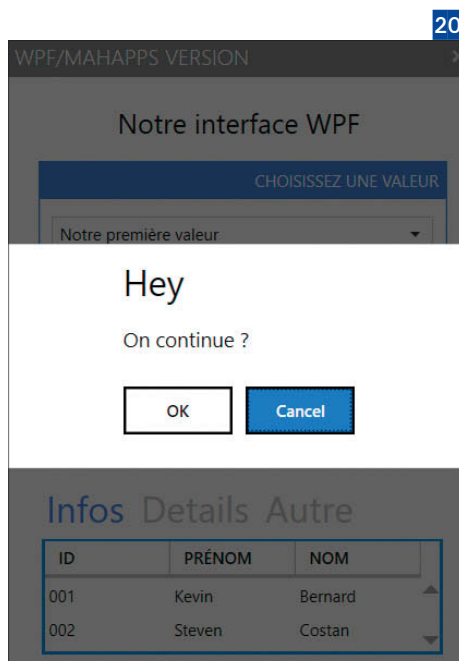 20
WPF/MAHAPPS VERSION
Notre interface WPF
CHOISISSEZ UNE VALEUR
Notre première valeur
Hey
On continue ?
OK Cancel
Infos Details Autre
ID PRÉNOM NOM
001 Kevin Bernard
002 Steven Costan